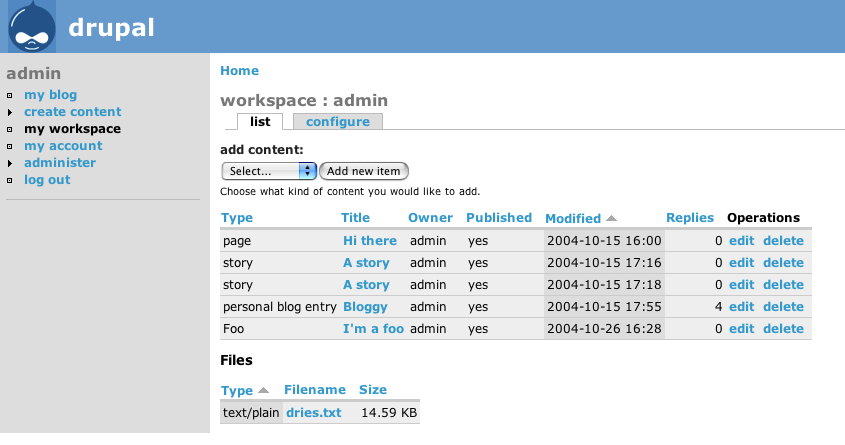 drupal
admin
my blog
create content
my workspace
my account
administer
log out
Home
workspace : admin
list configure
add content:
Select... Add new item
Choose what kind of content you would like to add.
Type Title Owner Published Modified Replies Operations
page Hi there admin yes 2004-10-15 16:00 0 edit delete
story A story admin yes 2004-10-15 17:16 0 edit delete
story A story admin yes 2004-10-15 17:18 0 edit delete
personal blog entry Bloggy admin yes 2004-10-15 17:55 4 edit delete
Foo I'm a foo admin yes 2004-10-26 16:28 0 edit delete
Files
Type Filename Size
text/plain dries.txt 14.59 KB